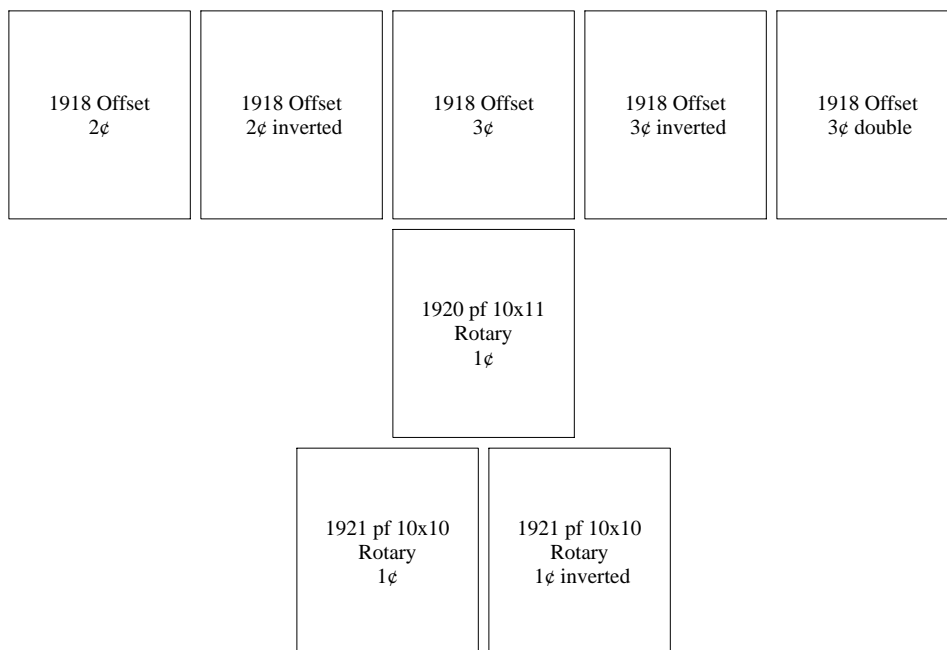 1918 Offset
2¢
1918 Offset
2¢ inverted
1918 Offset
3¢
1918 Offset
3¢ inverted
1918 Offset
3¢ double
1920 pf 10x11
Rotary
1¢
1921 pf 10x10
Rotary
1¢
1921 pf 10x10
Rotary
1¢ inverted